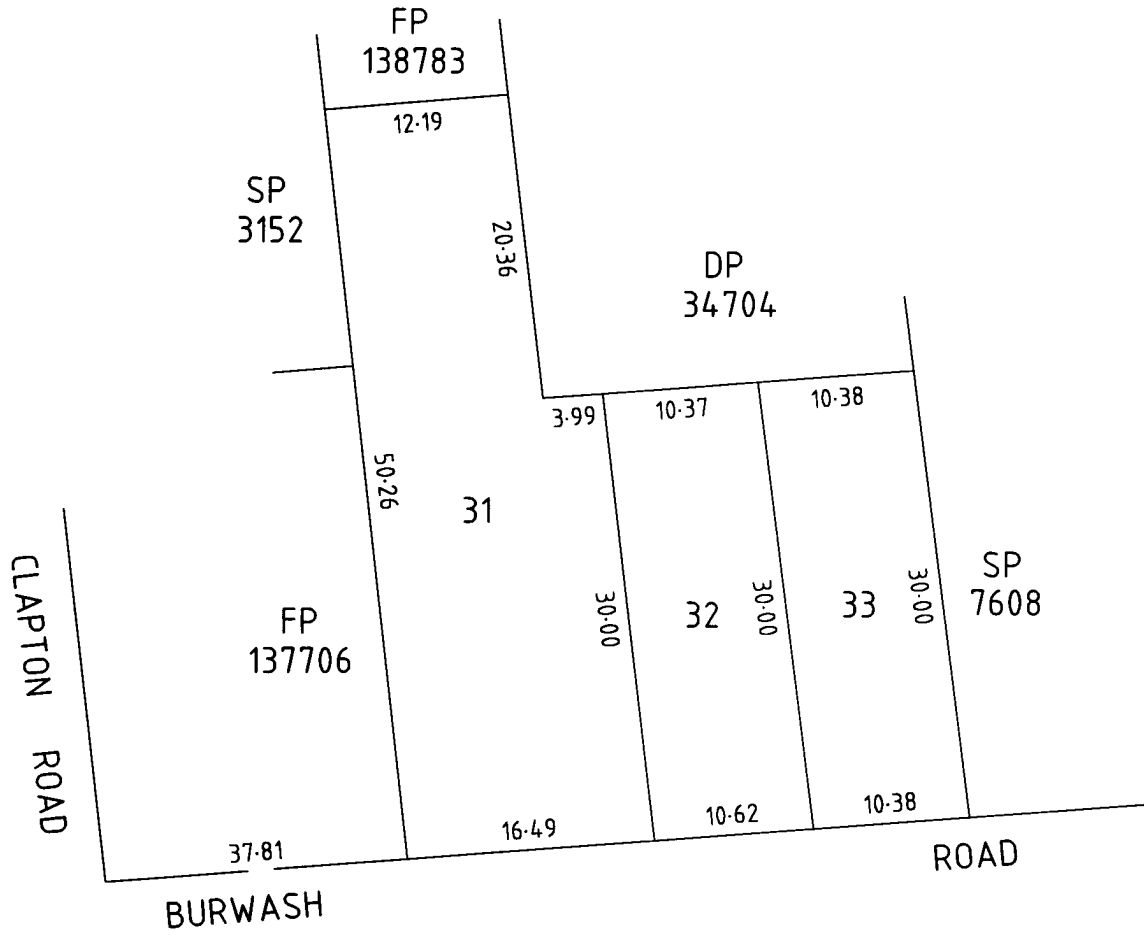 FP
138783
12·19
SP
3152
20·36
DP
34704
3·99
10·37
10·38
50·26
31
CLAPTON ROAD
FP
137706
30·00
32
30·00
33
30·00
SP
7608
37·81
16·49
10·62
10·38
BURWASH
ROAD